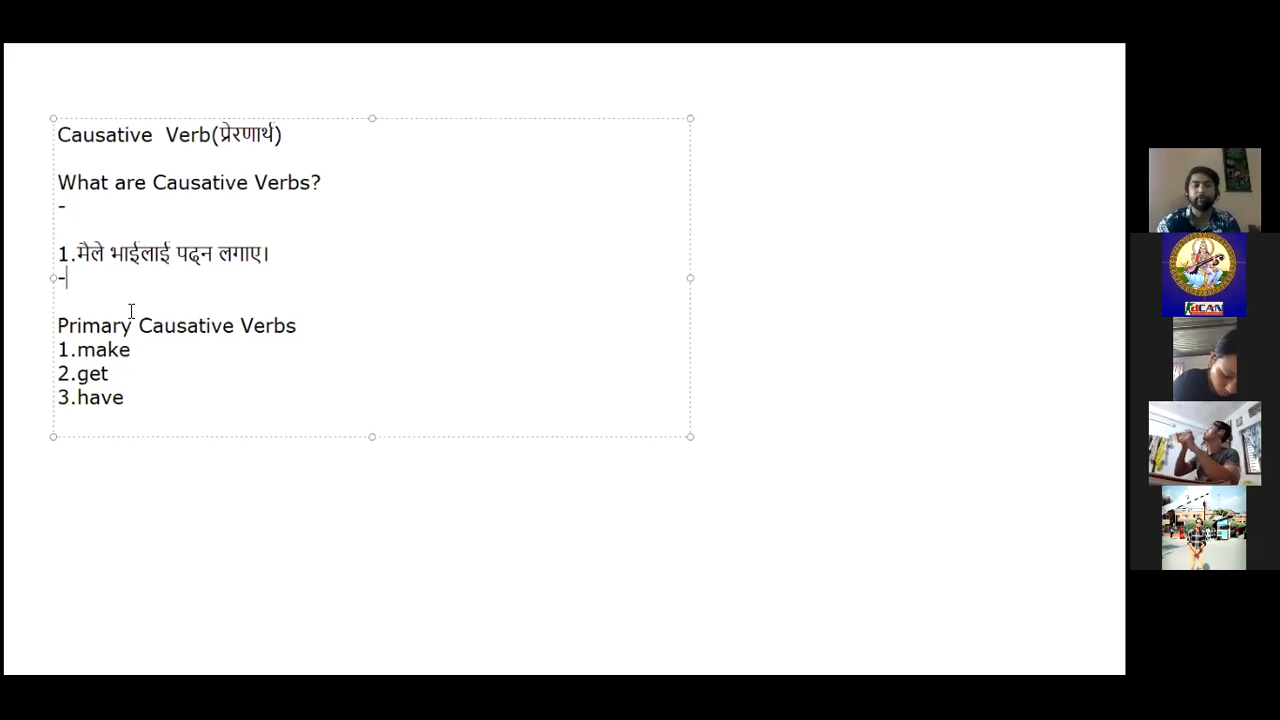 Causative  Verb(प्रेरणार्थ)
What are Causative Verbs?
-
1.मैले भाईलाई पढ्न लगाए।
-
Primary Causative Verbs
1.make
2.get
3.have